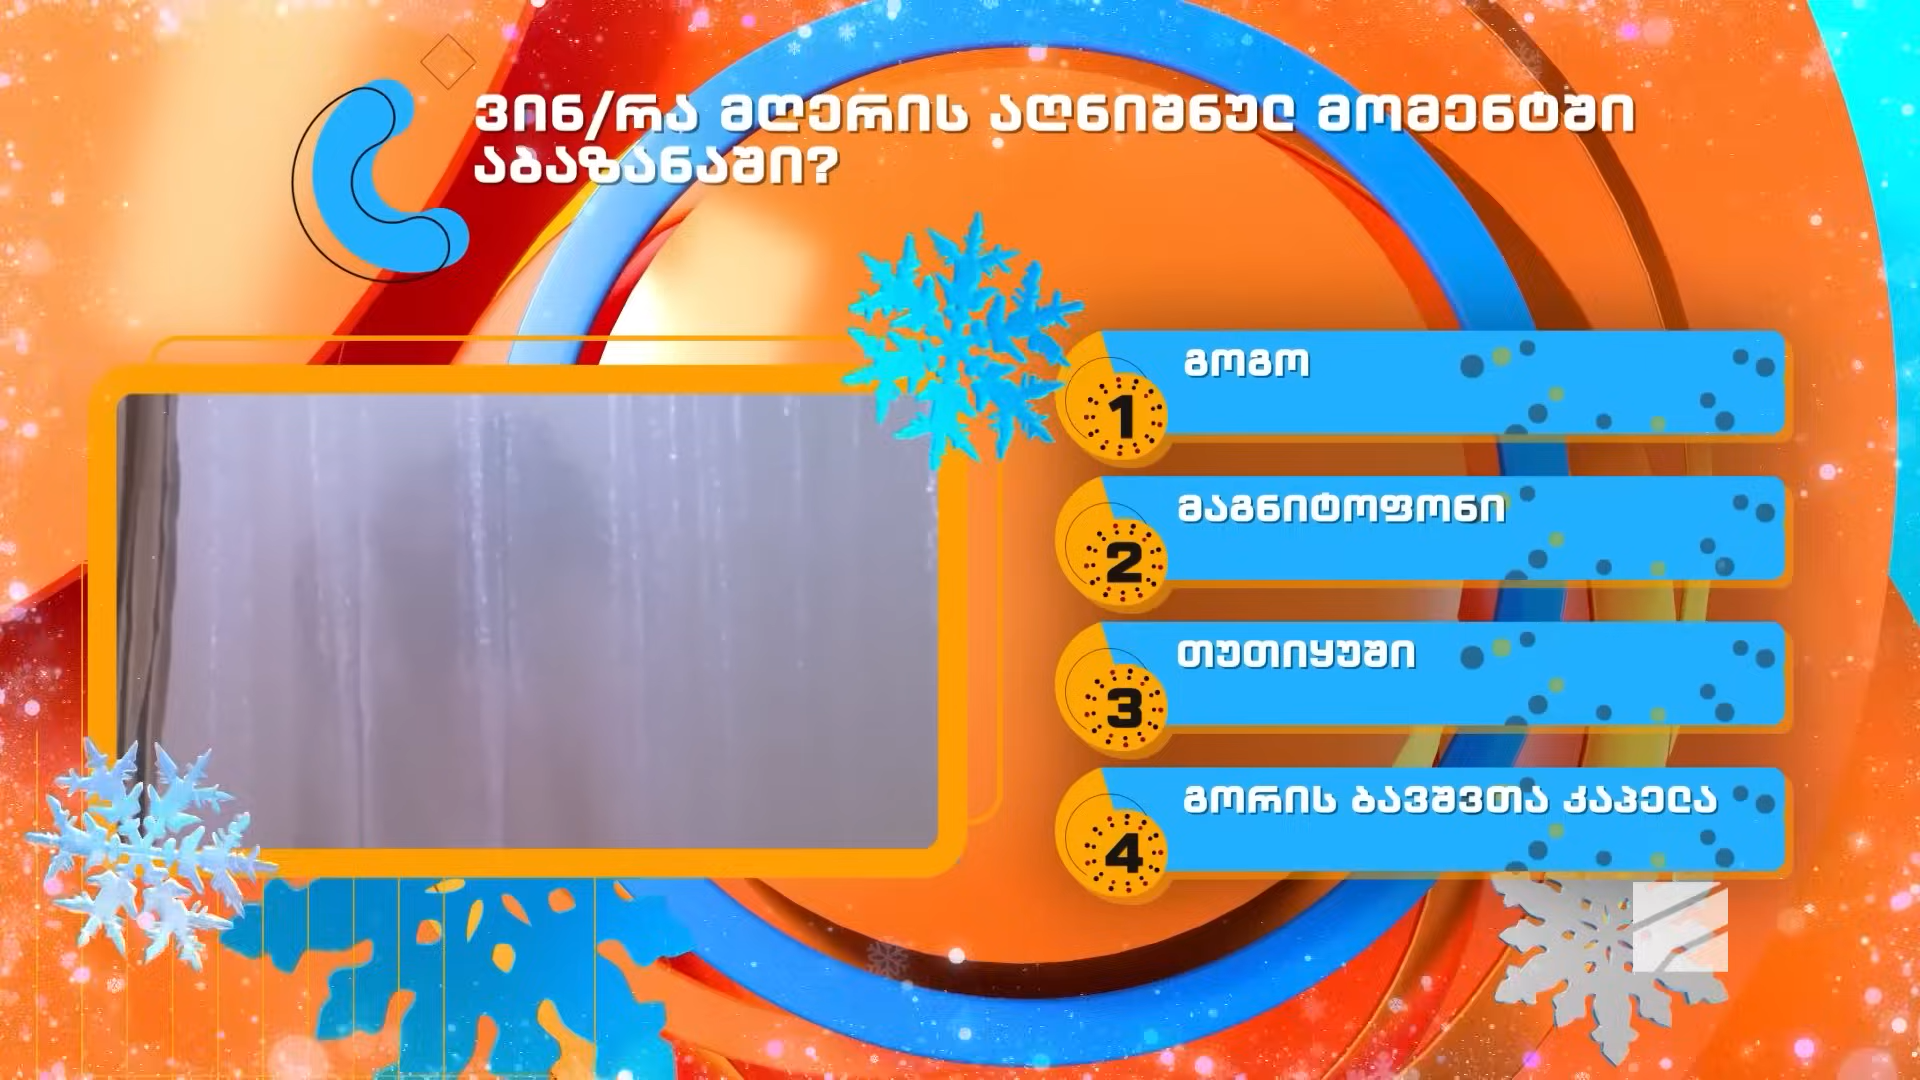 ვინ/რა მღერის აღნიშნულ მომენტში
აბაზანაში?
1
გოგო
2
მაგნიტოფონი
3
თუთიყუში
4
გორის ბავშვთა კაპელა